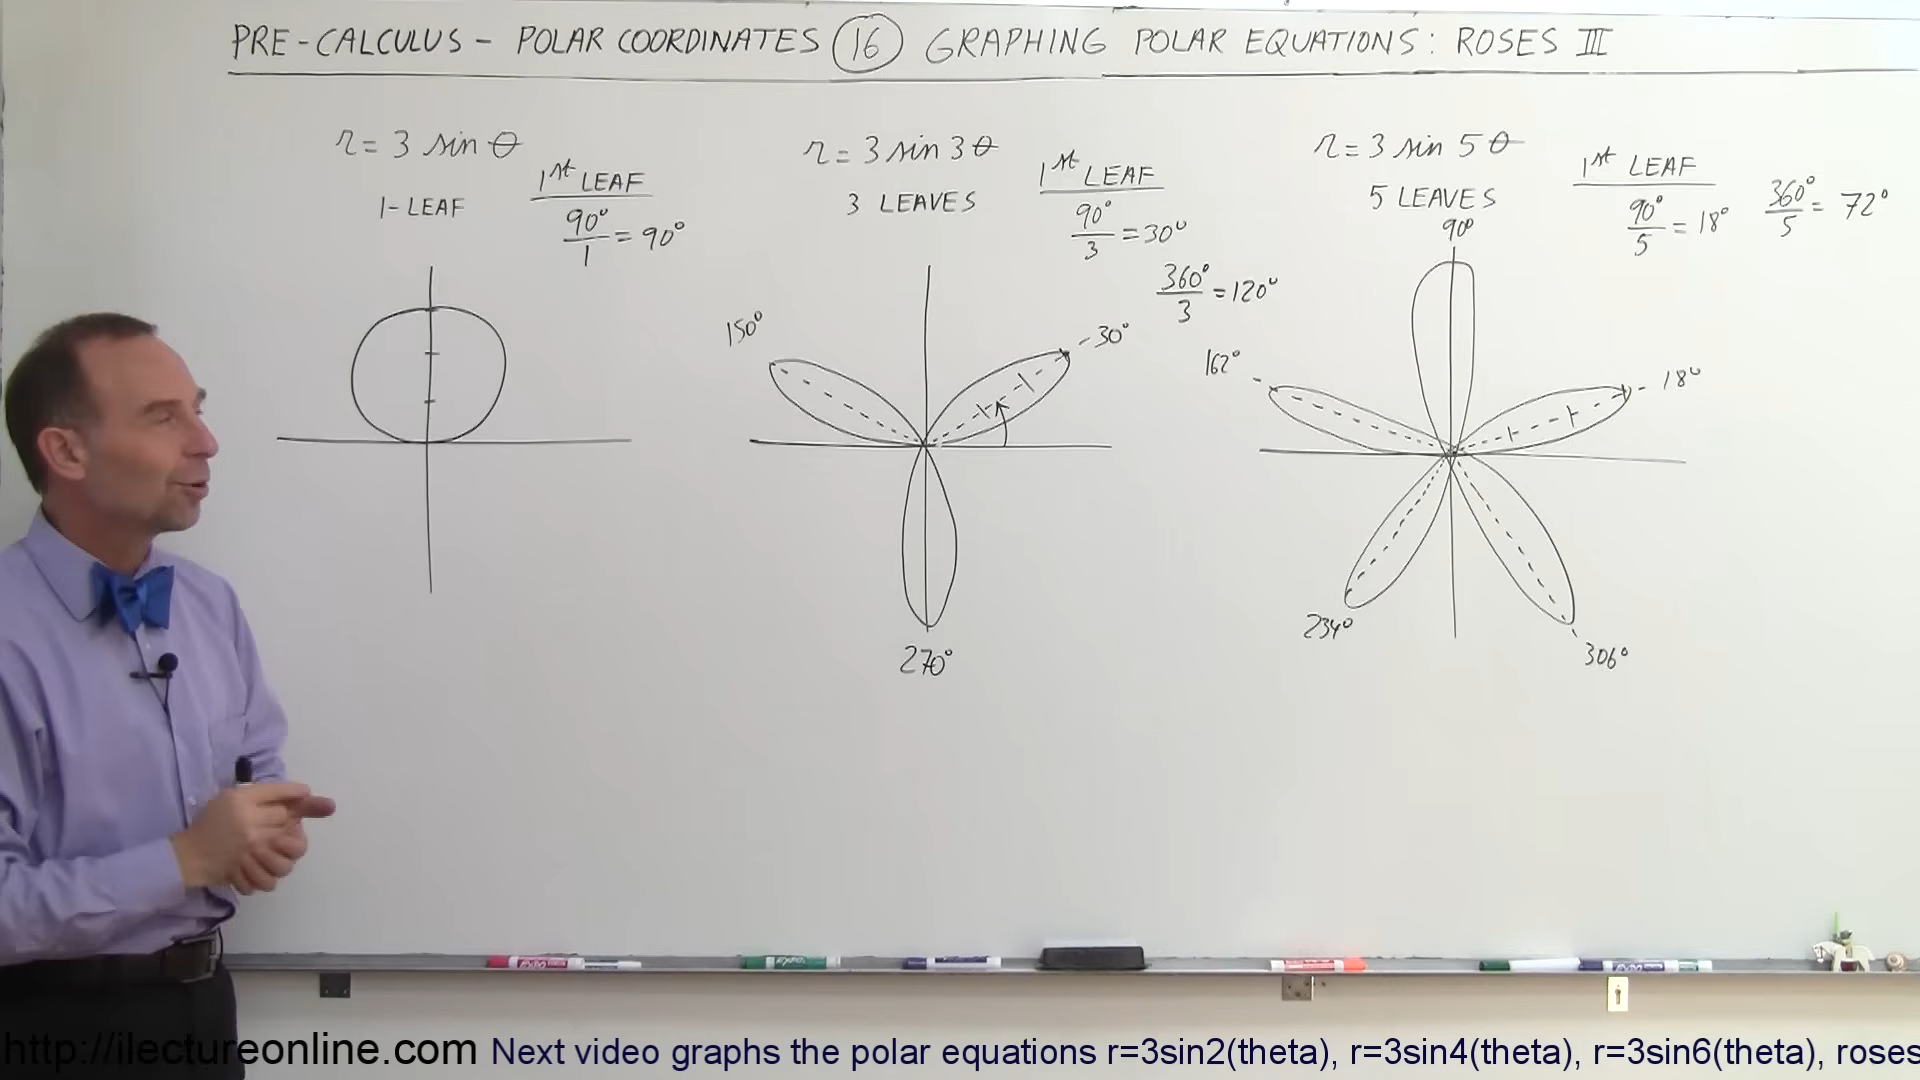 PRE-CALCULUS - POLAR COORDINATES 16 GRAPHING POLAR EQUATIONS: ROSES III
r = 3 sin θ
1-LEAF
1st LEAF
90°/1 = 90°
r = 3 sin 3θ
3 LEAVES
1st LEAF
90°/3 = 30°
360°/3 = 120°
150°
30°
270°
r = 3 sin 5θ
5 LEAVES
1st LEAF
90°/5 = 18°
360°/5 = 72°
90°
162°
18°
234°
306°
http://ilectureonline.com Next video graphs the polar equations r=3sin2(theta), r=3sin4(theta), r=3sin6(theta), roses